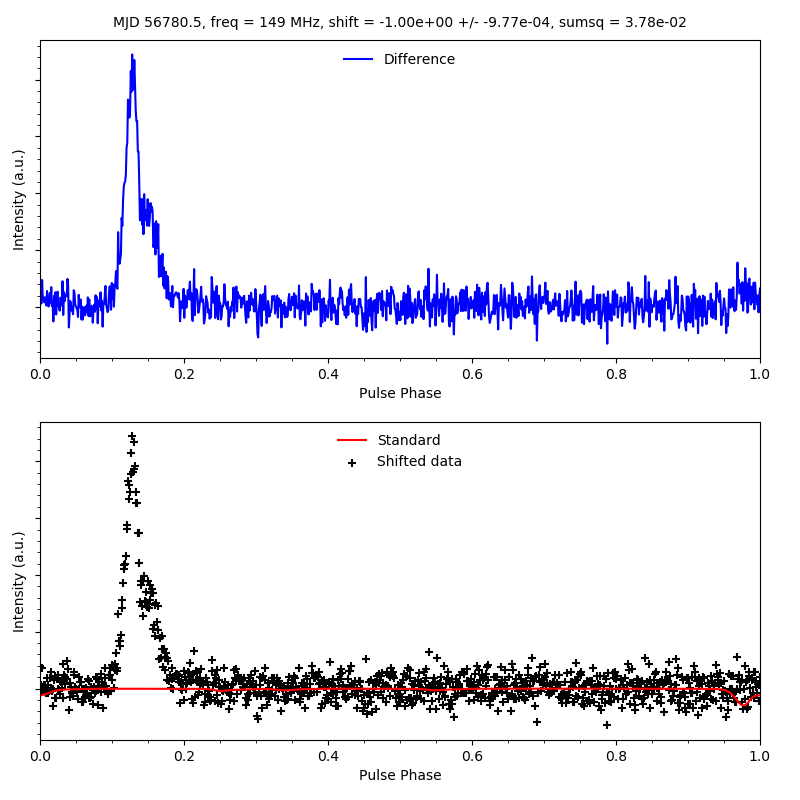 MJD 56780.5, freq = 149 MHz, shift = -1.00e+00 +/- -9.77e-04, sumsq = 3.78e-02
Difference
Intensity (a.u.)
0.0 0.2 0.4 0.6 0.8 1.0
Pulse Phase
Standard
Shifted data
Intensity (a.u.)
0.0 0.2 0.4 0.6 0.8 1.0
Pulse Phase